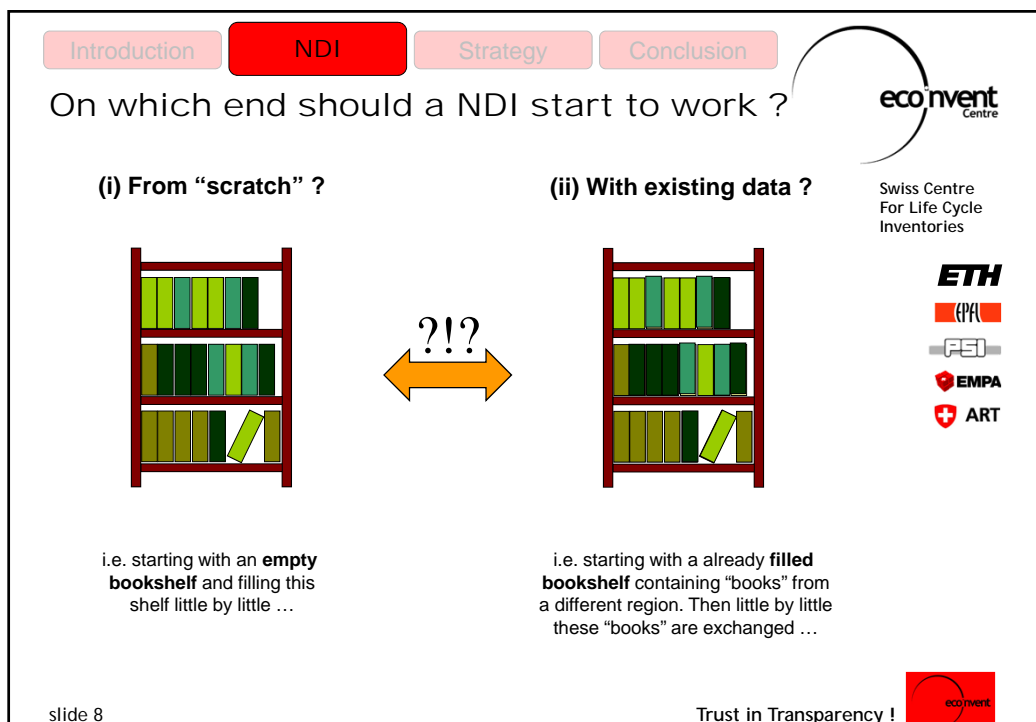 Introduction
NDI
Strategy
Conclusion
On which end should a NDI start to work ?
ecoinvent
Centre
(i) From “scratch” ?
(ii) With existing data ?
Swiss Centre
For Life Cycle
Inventories
ETH
EPFL
PSI
EMPA
ART
?!?
i.e. starting with an empty
bookshelf and filling this
shelf little by little …
i.e. starting with a already filled
bookshelf containing “books” from
a different region. Then little by little
these “books” are exchanged …
slide 8
Trust in Transparency !
ecoinvent